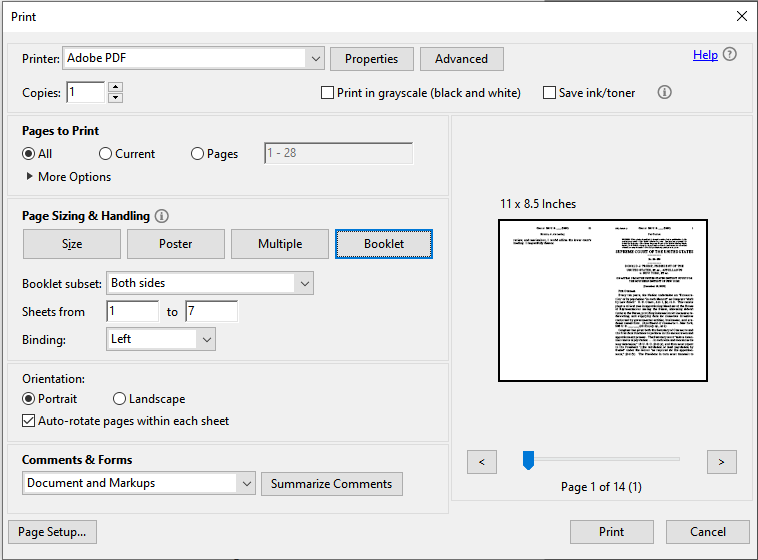 Print
Printer: Adobe PDF Properties Advanced Help ?
Copies: 1 Print in grayscale (black and white) Save ink/toner i
Pages to Print
All Current Pages 1 - 28
More Options
Page Sizing & Handling i
Size Poster Multiple Booklet
Booklet subset: Both sides
Sheets from 1 to 7
Binding: Left
Orientation:
Portrait Landscape
Auto-rotate pages within each sheet
Comments & Forms
Document and Markups Summarize Comments
11 x 8.5 Inches
SUPREME COURT OF THE UNITED STATES
< >
Page 1 of 14 (1)
Page Setup... Print Cancel